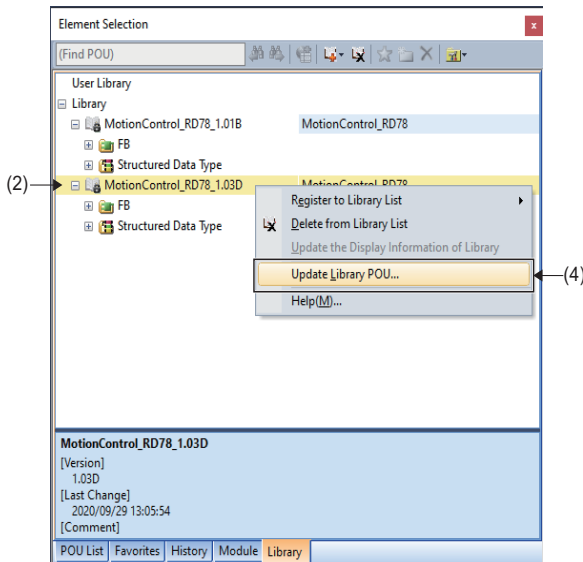 Element Selection
x
(Find POU)
User Library
Library
MotionControl_RD78_1.01B MotionControl_RD78
FB
Structured Data Type
(2) MotionControl_RD78_1.03D MotionControl_RD78
FB
Structured Data Type
Register to Library List
Delete from Library List
Update the Display Information of Library
Update Library POU...
(4)
Help(M)...
MotionControl_RD78_1.03D
[Version]
1.03D
[Last Change]
2020/09/29 13:05:54
[Comment]
POU List Favorites History Module Library